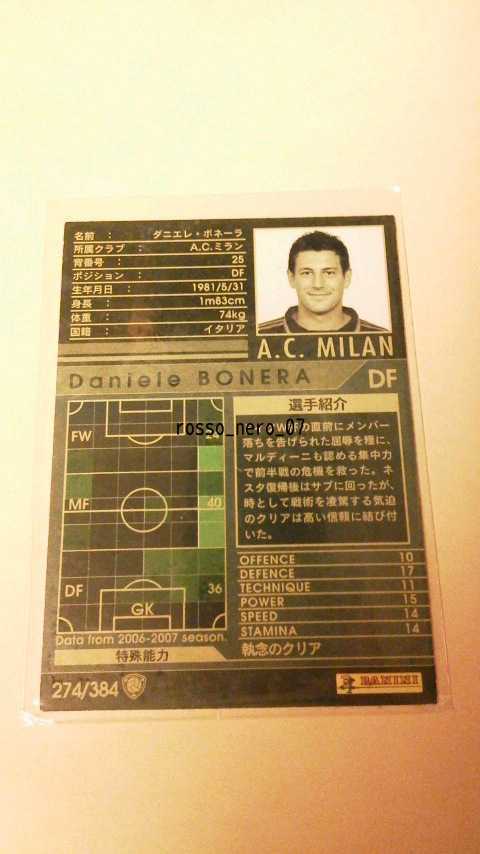 名前 : ダニエレ・ボネーラ
所属クラブ : A.C.ミラン
背番号 : 25
ポジション : DF
生年月日 : 1981/5/31
身長 : 1m83cm
体重 : 74kg
国籍 : イタリア
A.C. MILAN
Daniele BONERA DF
選手紹介
rosso_nero_07
FW
の直前にメンバー
落ちを告げられた屈辱を糧に、
マルディーニも認める集中力
で前半戦の危機を救った。ネ
スタ復帰後はサブに回ったが、
時として戦術を凌駕する気迫
のクリアは高い信頼に結び付
いた。
MF 40
DF 36
GK
OFFENCE 10
DEFENCE 17
TECHNIQUE 11
POWER 15
SPEED 14
STAMINA 14
Data from 2006-2007 season.
特殊能力
執念のクリア
274/384
PANINI